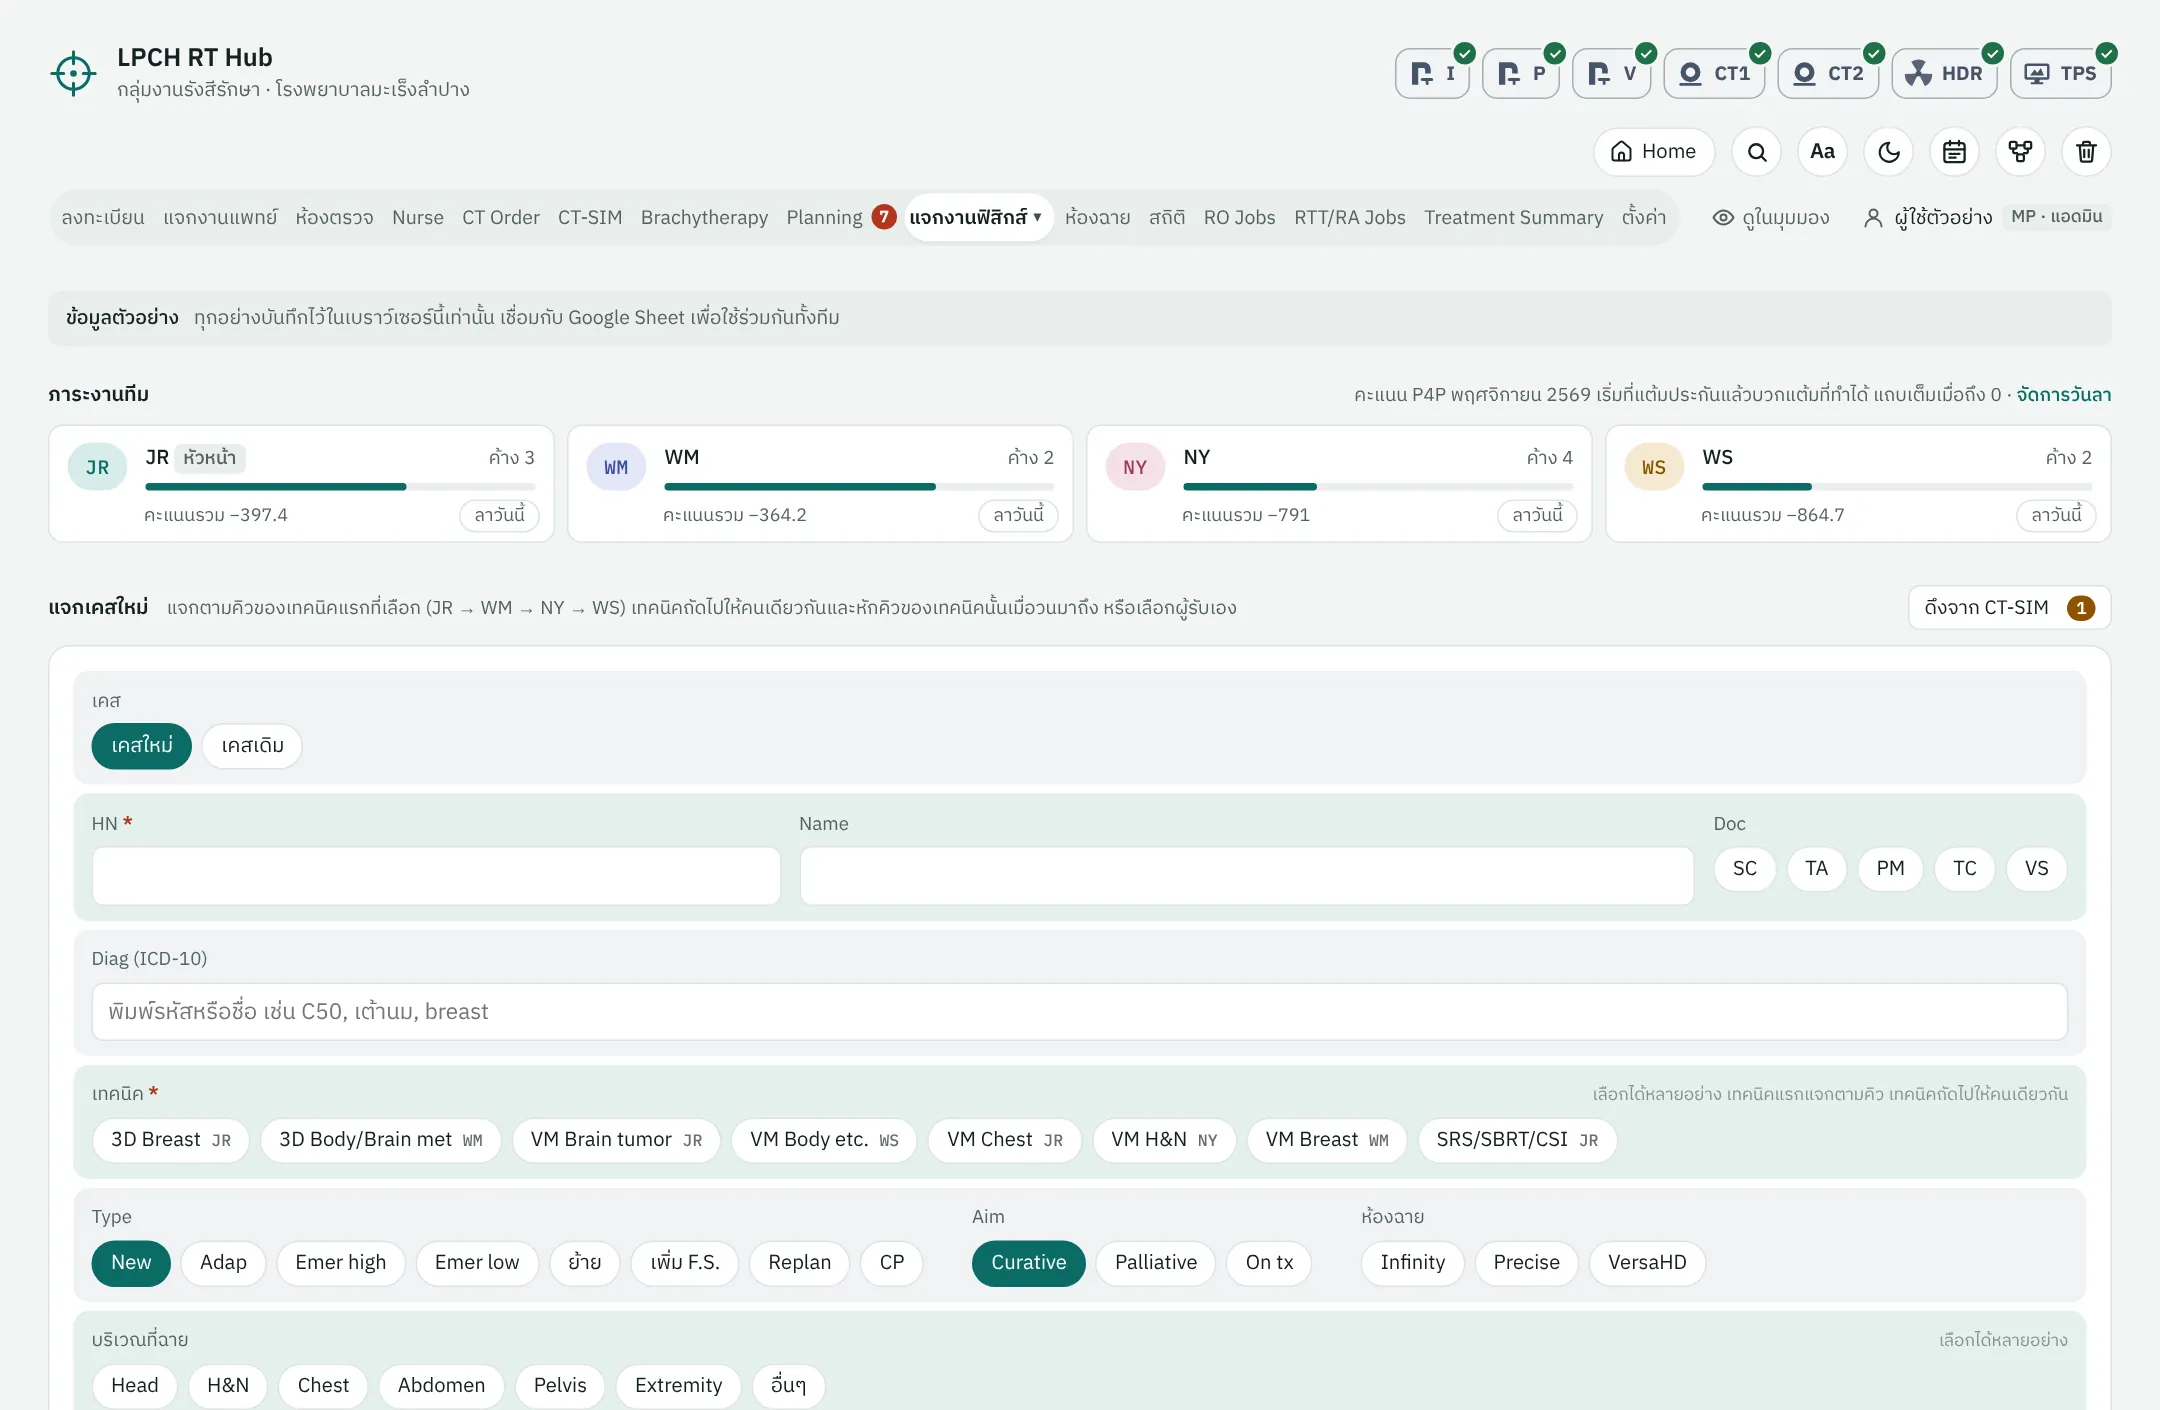 LPCH RT Hub
กลุ่มงานรังสีรักษา · โรงพยาบาลมะเร็งลำปาง
I P V CT1 CT2 HDR TPS
Home Aa
ลงทะเบียน แจกงานแพทย์ ห้องตรวจ Nurse CT Order CT-SIM Brachytherapy Planning 7 แจกงานฟิสิกส์ ▾ ห้องฉาย สถิติ RO Jobs RTT/RA Jobs Treatment Summary ตั้งค่า ดูในมุมมอง ผู้ใช้ตัวอย่าง MP · แอดมิน
ข้อมูลตัวอย่าง ทุกอย่างบันทึกไว้ในเบราว์เซอร์นี้เท่านั้น เชื่อมกับ Google Sheet เพื่อใช้ร่วมกันทั้งทีม
ภาระงานทีม คะแนน P4P พฤศจิกายน 2569 เริ่มที่แต้มประกันแล้วบวกแต้มที่ทำได้ แถบเต็มเมื่อถึง 0 · จัดการวันลา
JR JR หัวหน้า ค้าง 3
คะแนนรวม −397.4 ลาวันนี้
WM WM ค้าง 2
คะแนนรวม −364.2 ลาวันนี้
NY NY ค้าง 4
คะแนนรวม −791 ลาวันนี้
WS WS ค้าง 2
คะแนนรวม −864.7 ลาวันนี้
แจกเคสใหม่ แจกตามคิวของเทคนิคแรกที่เลือก (JR → WM → NY → WS) เทคนิคถัดไปให้คนเดียวกันและหักคิวของเทคนิคนั้นเมื่อวนมาถึง หรือเลือกผู้รับเอง ดึงจาก CT-SIM 1
เคส
เคสใหม่ เคสเดิม
HN * Name Doc
SC TA PM TC VS
Diag (ICD-10)
พิมพ์รหัสหรือชื่อ เช่น C50, เต้านม, breast
เทคนิค * เลือกได้หลายอย่าง เทคนิคแรกแจกตามคิว เทคนิคถัดไปให้คนเดียวกัน
3D Breast JR 3D Body/Brain met WM VM Brain tumor JR VM Body etc. WS VM Chest JR VM H&N NY VM Breast WM SRS/SBRT/CSI JR
Type Aim ห้องฉาย
New Adap Emer high Emer low ย้าย เพิ่ม F.S. Replan CP Curative Palliative On tx Infinity Precise VersaHD
บริเวณที่ฉาย เลือกได้หลายอย่าง
Head H&N Chest Abdomen Pelvis Extremity อื่นๆ